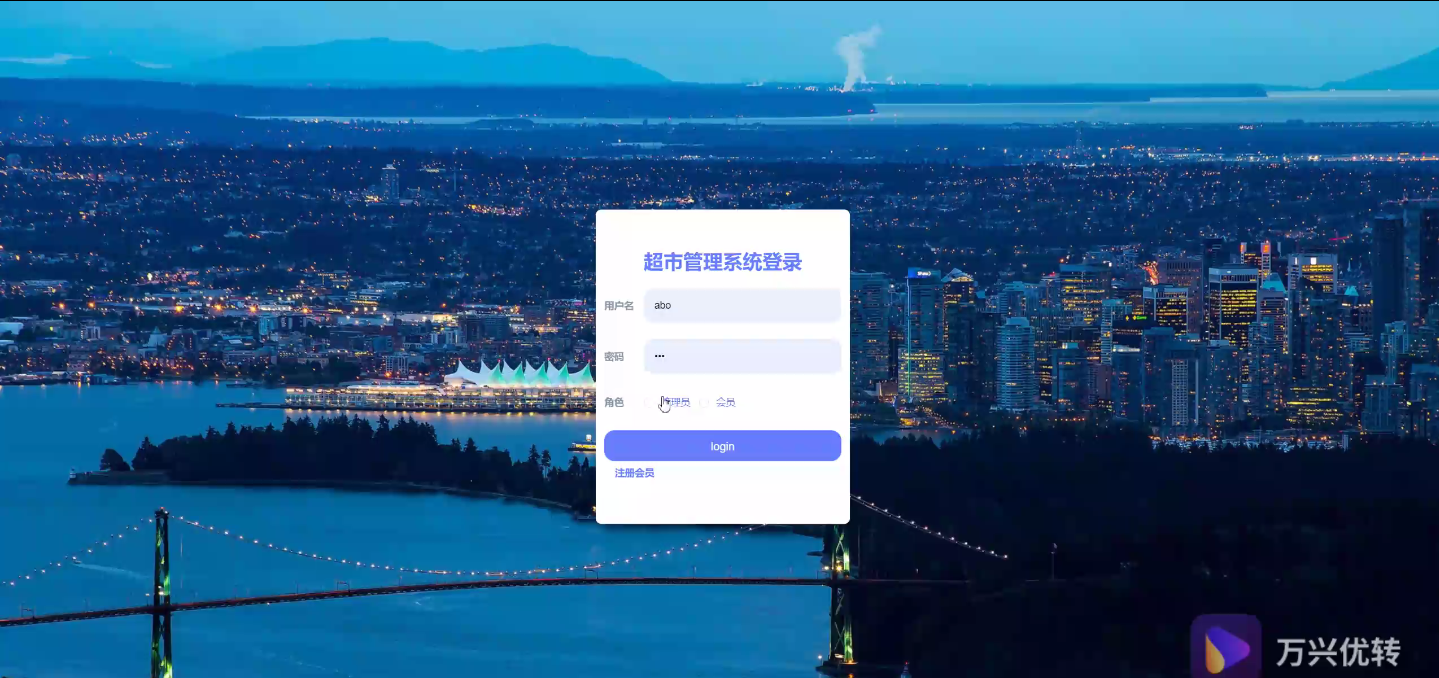 超市管理系统登录
用户名 abo
密码 •••
角色 管理员 会员
login
注册会员
万兴优转